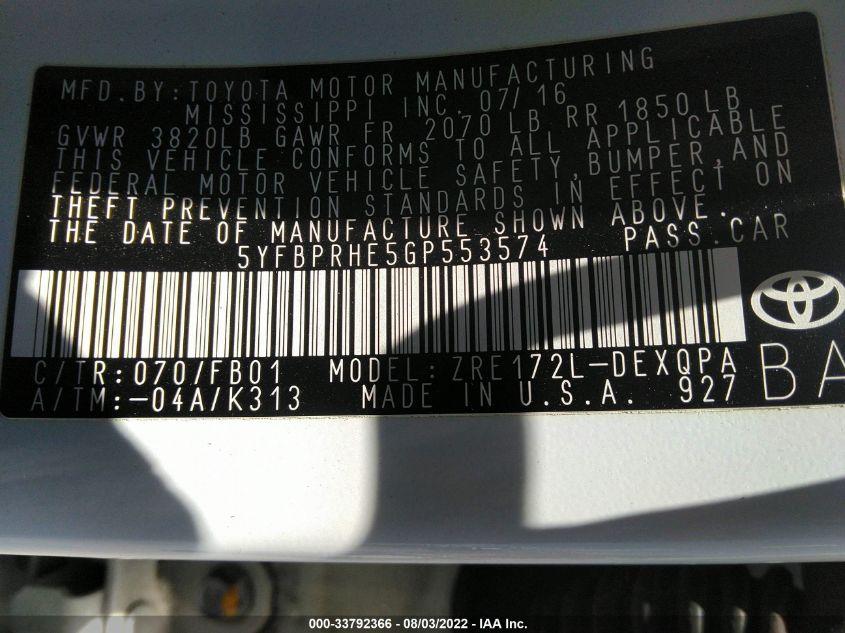 MFD.BY:TOYOTA MOTOR MANUFACTURING
MISSISSIPPI INC. 07/16
GVWR 3820LB GAWR FR 2070 LB RR 1850 LB
THIS VEHICLE CONFORMS TO ALL APPLICABLE
FEDERAL MOTOR VEHICLE SAFETY,BUMPER,AND
THEFT PREVENTION STANDARDS IN EFFECT ON
THE DATE OF MANUFACTURE SHOWN ABOVE.
5YFBPRHE5GP553574 PASS.CAR
C/TR:070/FB01 MODEL:ZRE172L-DEXQPA
A/TM:-04A/K313 MADE IN U.S.A. 927 BA
000-33792366 - 08/03/2022 - IAA Inc.